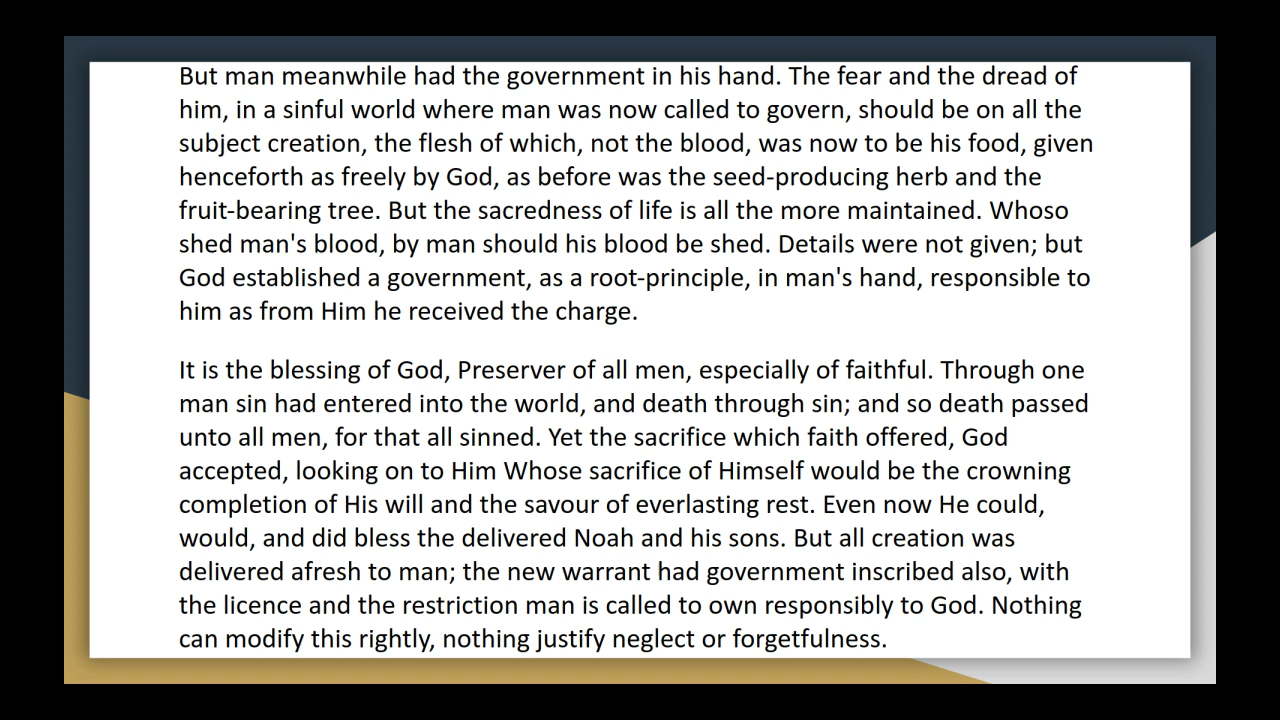 But man meanwhile had the government in his hand. The fear and the dread of
him, in a sinful world where man was now called to govern, should be on all the
subject creation, the flesh of which, not the blood, was now to be his food, given
henceforth as freely by God, as before was the seed-producing herb and the
fruit-bearing tree. But the sacredness of life is all the more maintained. Whoso
shed man's blood, by man should his blood be shed. Details were not given; but
God established a government, as a root-principle, in man's hand, responsible to
him as from Him he received the charge.
It is the blessing of God, Preserver of all men, especially of faithful. Through one
man sin had entered into the world, and death through sin; and so death passed
unto all men, for that all sinned. Yet the sacrifice which faith offered, God
accepted, looking on to Him Whose sacrifice of Himself would be the crowning
completion of His will and the savour of everlasting rest. Even now He could,
would, and did bless the delivered Noah and his sons. But all creation was
delivered afresh to man; the new warrant had government inscribed also, with
the licence and the restriction man is called to own responsibly to God. Nothing
can modify this rightly, nothing justify neglect or forgetfulness.